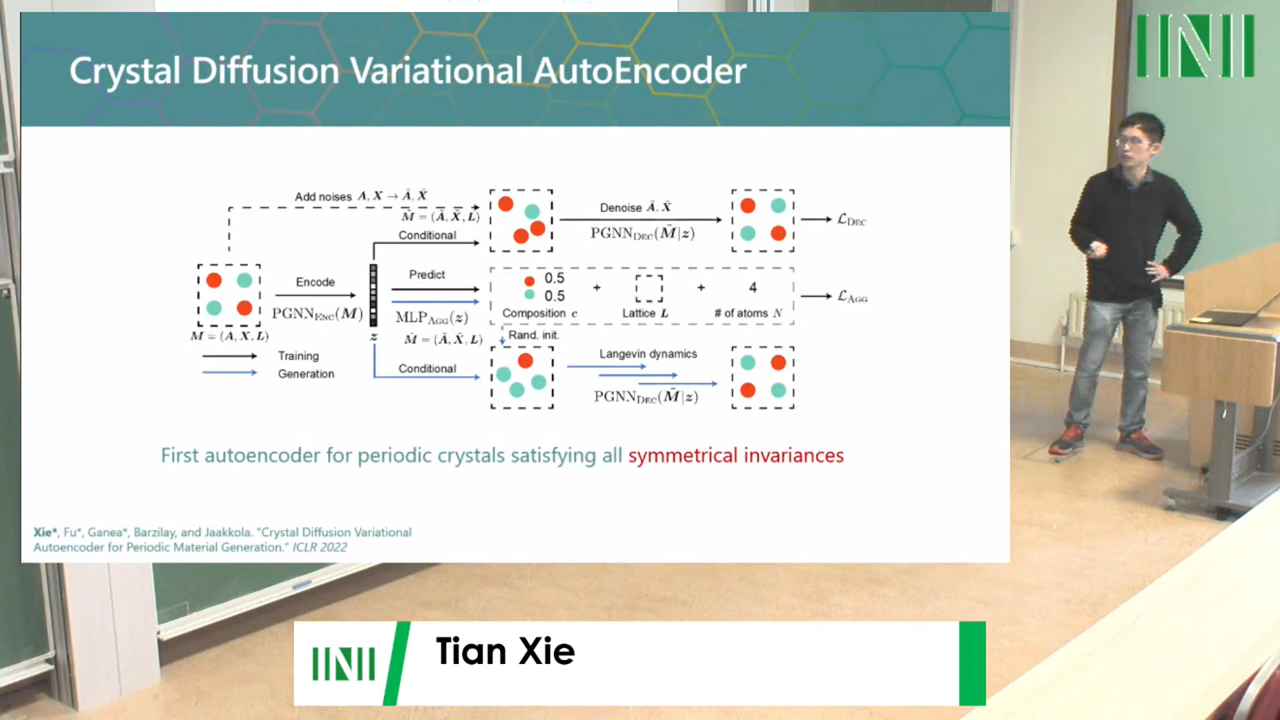 Crystal Diffusion Variational AutoEncoder
INI
Add noises A, X → Ã, X̃
M̃ = (Ã, X̃, L)
Conditional
Denoise Ã, X̃
PGNN_DEC(M̃|z)
ℒ_DEC
Encode
PGNN_ENC(M)
M = (A, X, L)
z
Predict
MLP_AGG(z)
M̃ = (Ã, X̃, L)
0.5
0.5
+
+
4
Composition c
Lattice L
# of atoms N
ℒ_AGG
Training
Generation
Rand. init.
Conditional
Langevin dynamics
PGNN_DEC(M̃|z)
First autoencoder for periodic crystals satisfying all symmetrical invariances
Xie*, Fu*, Ganea*, Barzilay, and Jaakkola. "Crystal Diffusion Variational
Autoencoder for Periodic Material Generation." ICLR 2022
INI
Tian Xie